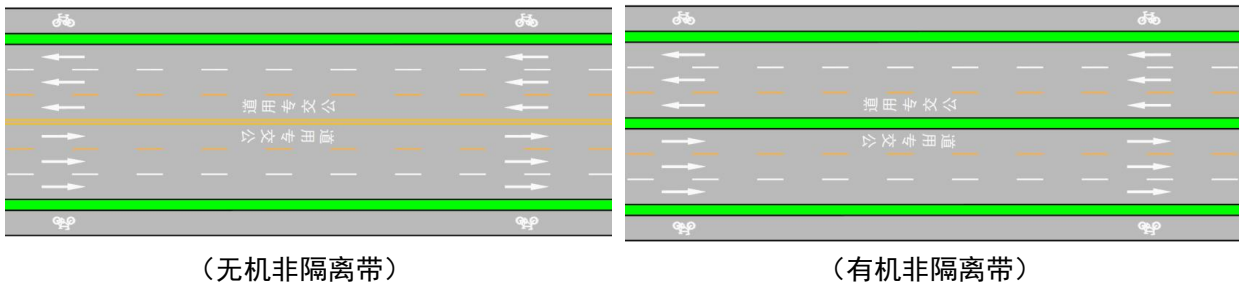 道用专交公
公交专用道
道用专交公
公交专用道
（无机非隔离带）
（有机非隔离带）